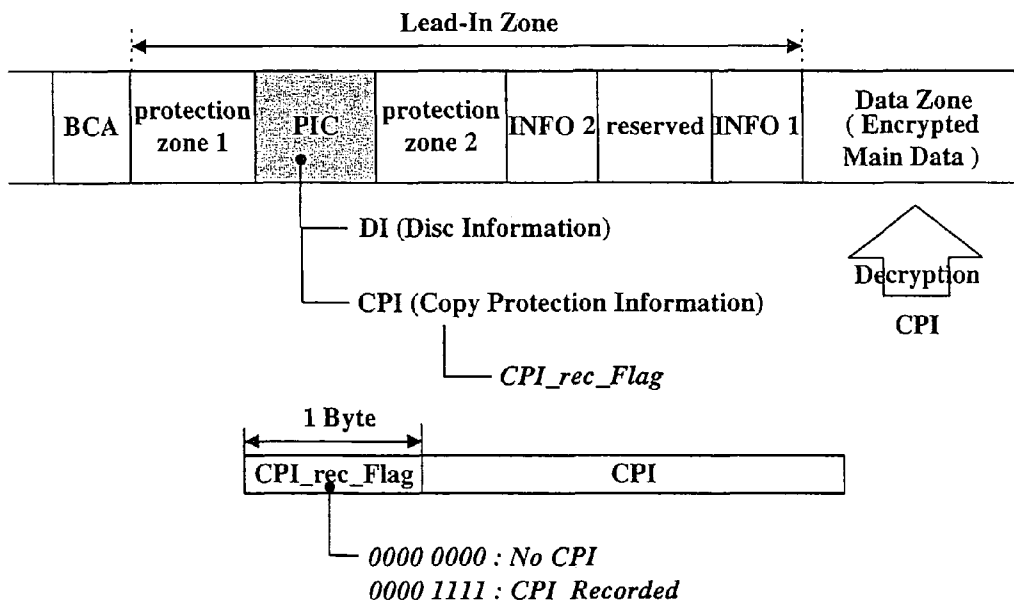 Lead-In Zone
BCA
protection
zone 1
PIC
protection
zone 2
INFO 2
reserved
INFO 1
Data Zone
( Encrypted
Main Data )
DI (Disc Information)
CPI (Copy Protection Information)
CPI_rec_Flag
Decryption
CPI
1 Byte
CPI_rec_Flag
CPI
0000 0000 : No CPI
0000 1111 : CPI Recorded